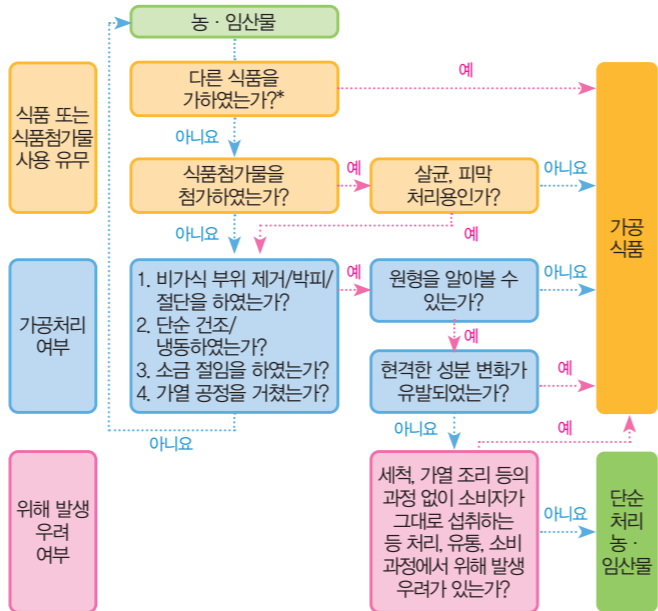 농 · 임산물
식품 또는
식품첨가물
사용 유무
다른 식품을
가하였는가?*
예
아니요
식품첨가물을
첨가하였는가?
예
살균, 피막
처리용인가?
아니요
가공
식품
아니요
예
가공처리
여부
1. 비가식 부위 제거/박피/
절단을 하였는가?
2. 단순 건조/
냉동하였는가?
3. 소금 절임을 하였는가?
4. 가열 공정을 거쳤는가?
예
원형을 알아볼 수
있는가?
아니요
예
현격한 성분 변화가
유발되었는가?
예
아니요
아니요
예
위해 발생
우려
여부
세척, 가열 조리 등의
과정 없이 소비자가
그대로 섭취하는
등 처리, 유통, 소비
과정에서 위해 발생
우려가 있는가?
아니요
단순
처리
농 ·
임산물